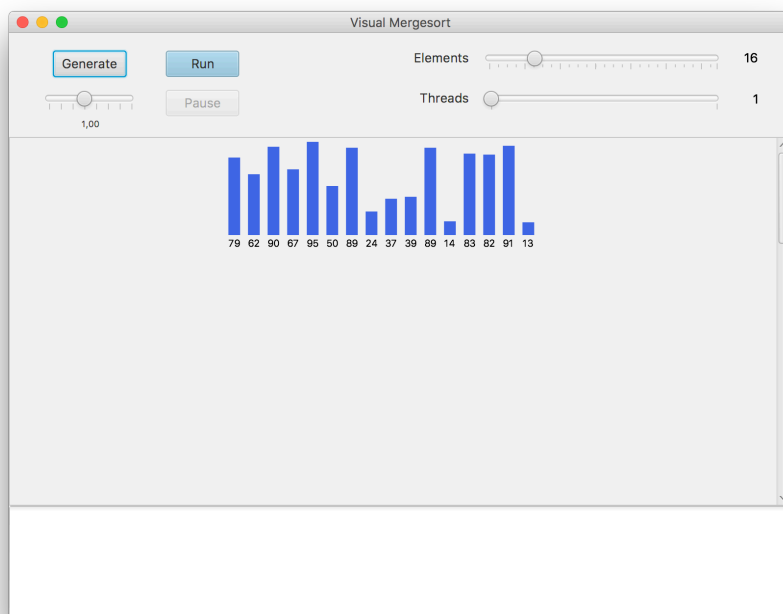 Visual Mergesort
Generate Run Elements 16
Pause Threads 1
1,00
79 62 90 67 95 50 89 24 37 39 89 14 83 82 91 13